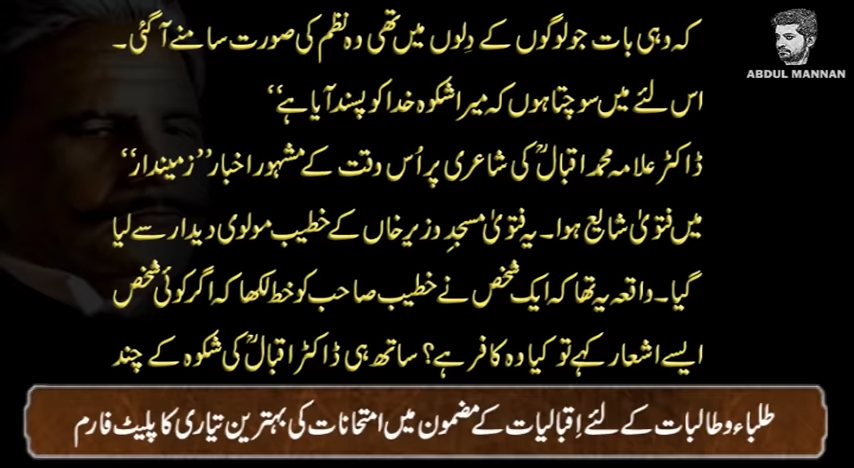 کہ وہی بات جو لوگوں کے دِلوں میں تھی وہ نظم کی صورت سامنے آ گئی۔
ABDUL MANNAN
اس لئے میں سوچتا ہوں کہ میرا شکوہ خدا کو پسند آیا ہے‘‘
ڈاکٹر علامہ محمد اقبالؒ کی شاعری پر اُس وقت کے مشہور اخبار ’’زمیندار‘‘
میں فتویٰ شایع ہوا۔ یہ فتویٰ مسجدِ وزیر خاں کے خطیب مولوی دیدار سے لیا
گیا۔ واقعہ یہ تھا کہ ایک شخص نے خطیب صاحب کو خط لکھا کہ اگر کوئی شخص
ایسے اشعار کہے تو کیا وہ کافر ہے؟ ساتھ ہی ڈاکٹر اقبالؒ کی شکوہ کے چند
طلباء و طالبات کے لئے اِقبالیات کے مضمون میں امتحانات کی بہترین تیاری کا پلیٹ فارم